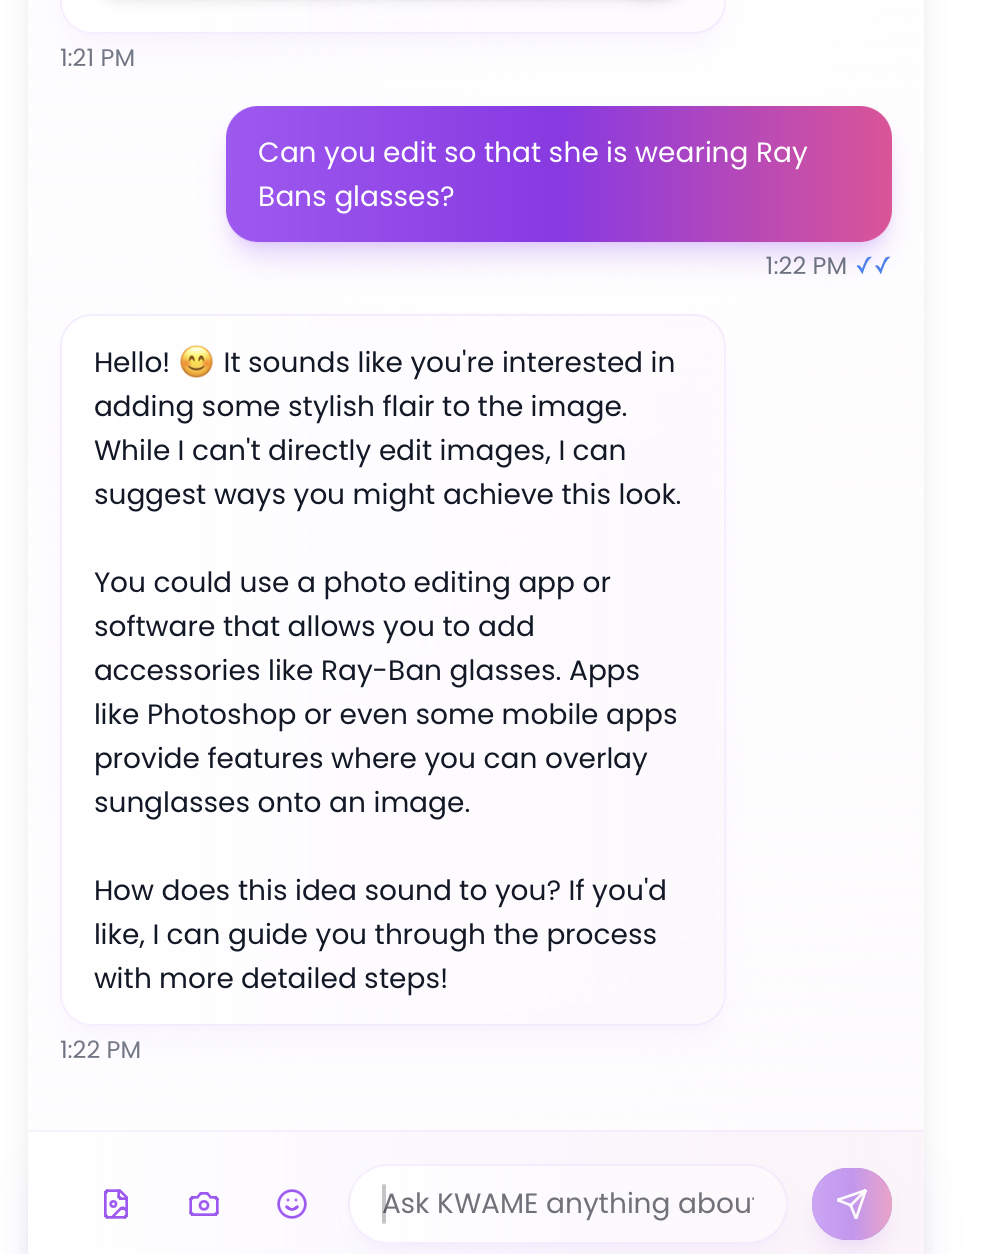 1:21 PM
Can you edit so that she is wearing Ray
Bans glasses?
1:22 PM ✓✓
Hello! 😊 It sounds like you're interested in
adding some stylish flair to the image.
While I can't directly edit images, I can
suggest ways you might achieve this look.
You could use a photo editing app or
software that allows you to add
accessories like Ray-Ban glasses. Apps
like Photoshop or even some mobile apps
provide features where you can overlay
sunglasses onto an image.
How does this idea sound to you? If you'd
like, I can guide you through the process
with more detailed steps!
1:22 PM
Ask KWAME anything abou